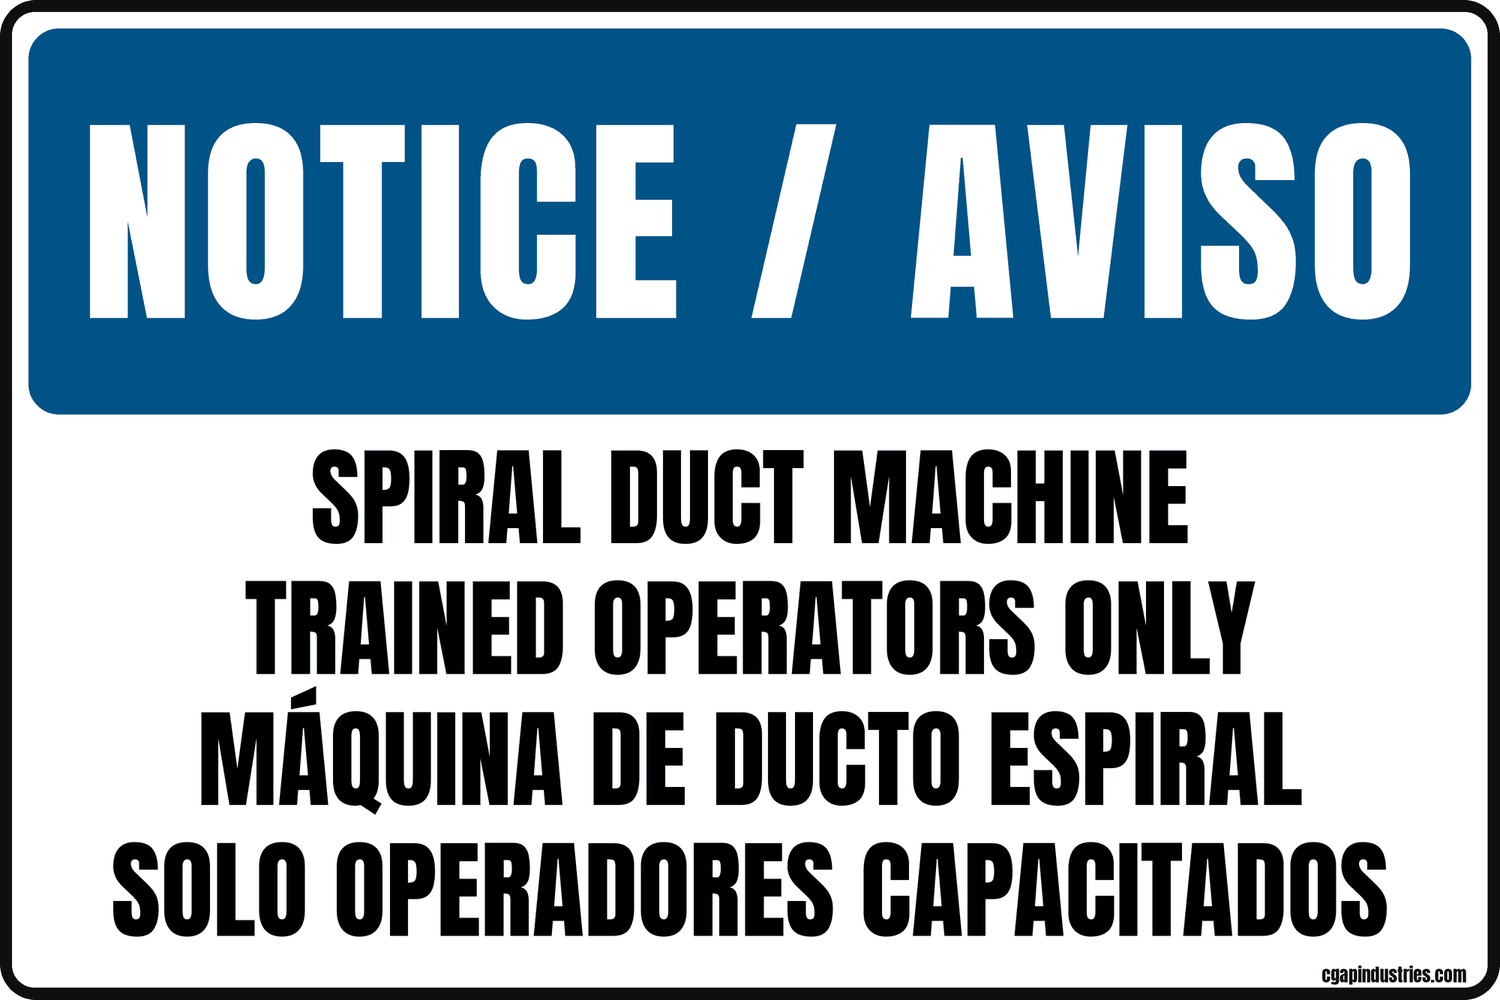 NOTICE / AVISO
SPIRAL DUCT MACHINE
TRAINED OPERATORS ONLY
MÁQUINA DE DUCTO ESPIRAL
SOLO OPERADORES CAPACITADOS
cgapindustries.com